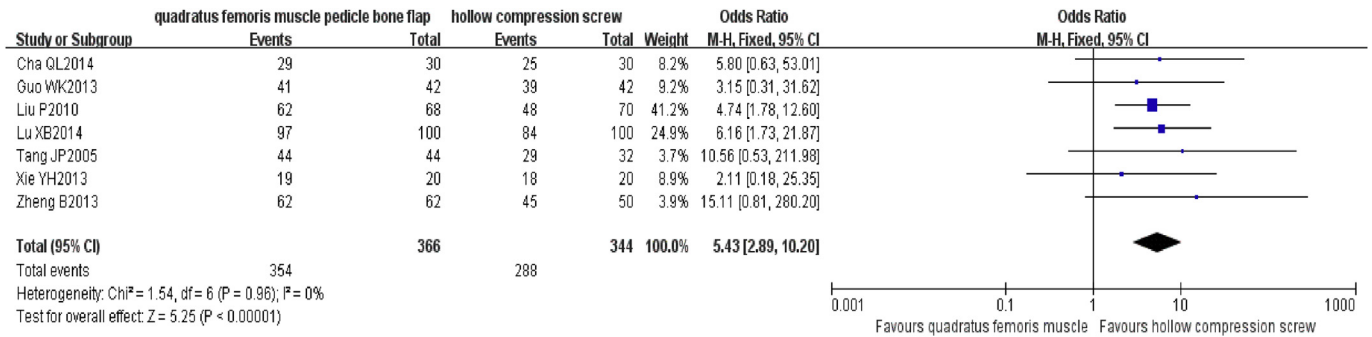 quadratus femoris muscle pedicle bone flap hollow compression screw Odds Ratio Odds Ratio
Study or Subgroup Events Total Events Total Weight M-H, Fixed, 95% CI M-H, Fixed, 95% CI
Cha QL2014 29 30 25 30 8.2% 5.80 [0.63, 53.01]
Guo WK2013 41 42 39 42 9.2% 3.15 [0.31, 31.62]
Liu P2010 62 68 48 70 41.2% 4.74 [1.78, 12.60]
Lu XB2014 97 100 84 100 24.9% 6.16 [1.73, 21.87]
Tang JP2005 44 44 29 32 3.7% 10.56 [0.53, 211.98]
Xie YH2013 19 20 18 20 8.9% 2.11 [0.18, 25.35]
Zheng B2013 62 62 45 50 3.9% 15.11 [0.81, 280.20]
Total (95% CI) 366 344 100.0% 5.43 [2.89, 10.20]
Total events 354 288
Heterogeneity: Chi² = 1.54, df = 6 (P = 0.96); I² = 0%
Test for overall effect: Z = 5.25 (P < 0.00001)
0.001 0.1 1 10 1000
Favours quadratus femoris muscle Favours hollow compression screw